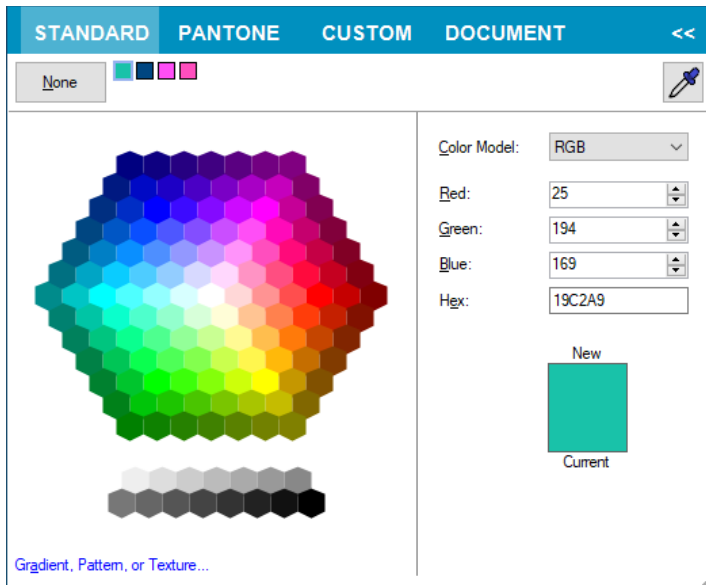 STANDARD PANTONE CUSTOM DOCUMENT <<
None
Color Model: RGB
Red: 25
Green: 194
Blue: 169
Hex: 19C2A9
New
Current
Gradient, Pattern, or Texture...